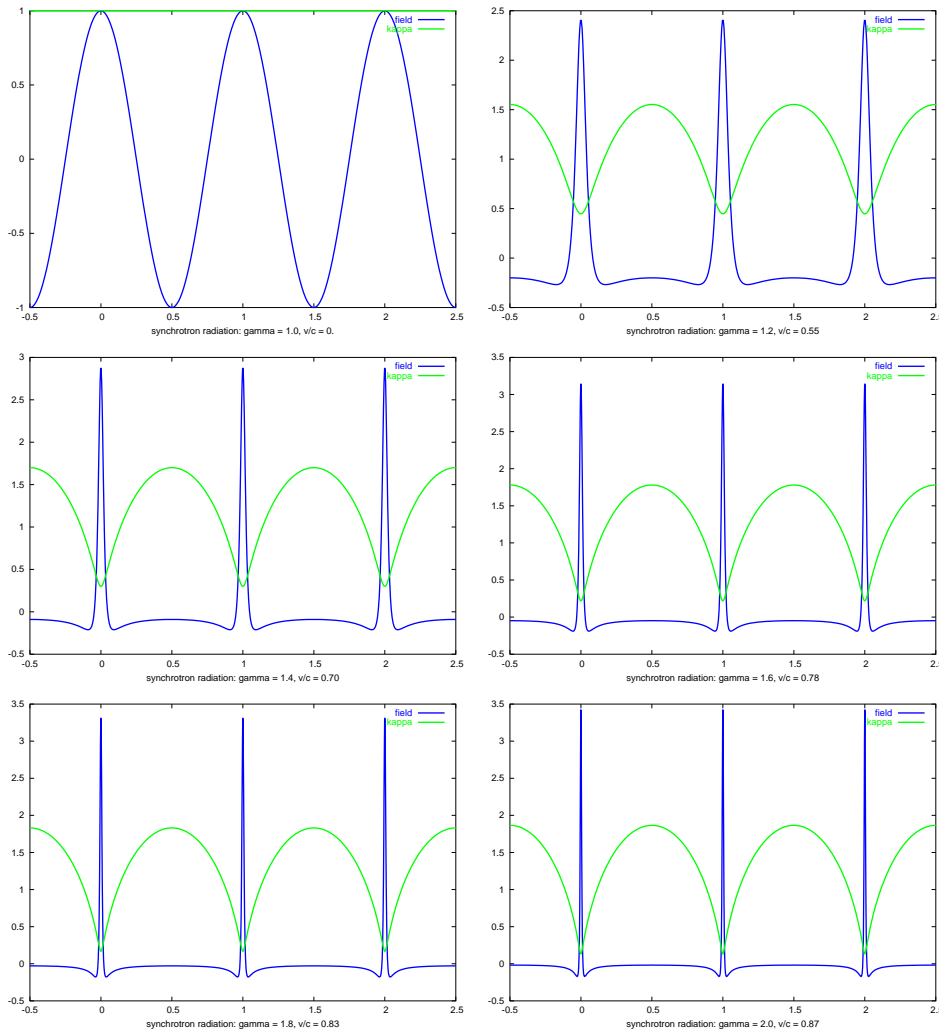 1
0.5
0
-0.5
-1
-0.5 0 0.5 1 1.5 2 2.5
synchrotron radiation: gamma = 1.0, v/c = 0.
field
kappa
2.5
2
1.5
1
0.5
0
-0.5
-0.5 0 0.5 1 1.5 2 2.5
synchrotron radiation: gamma = 1.2, v/c = 0.55
field
kappa
3
2.5
2
1.5
1
0.5
0
-0.5
-0.5 0 0.5 1 1.5 2 2.5
synchrotron radiation: gamma = 1.4, v/c = 0.70
field
kappa
3.5
3
2.5
2
1.5
1
0.5
0
-0.5
-0.5 0 0.5 1 1.5 2 2.5
synchrotron radiation: gamma = 1.6, v/c = 0.78
field
kappa
3.5
3
2.5
2
1.5
1
0.5
0
-0.5
-0.5 0 0.5 1 1.5 2 2.5
synchrotron radiation: gamma = 1.8, v/c = 0.83
field
kappa
3.5
3
2.5
2
1.5
1
0.5
0
-0.5
-0.5 0 0.5 1 1.5 2 2.5
synchrotron radiation: gamma = 2.0, v/c = 0.87
field
kappa